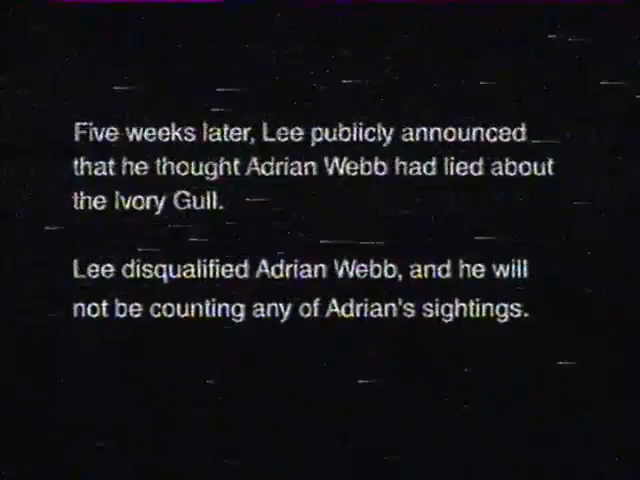 Five weeks later, Lee publicly announced
that he thought Adrian Webb had lied about
the Ivory Gull.
Lee disqualified Adrian Webb, and he will
not be counting any of Adrian's sightings.